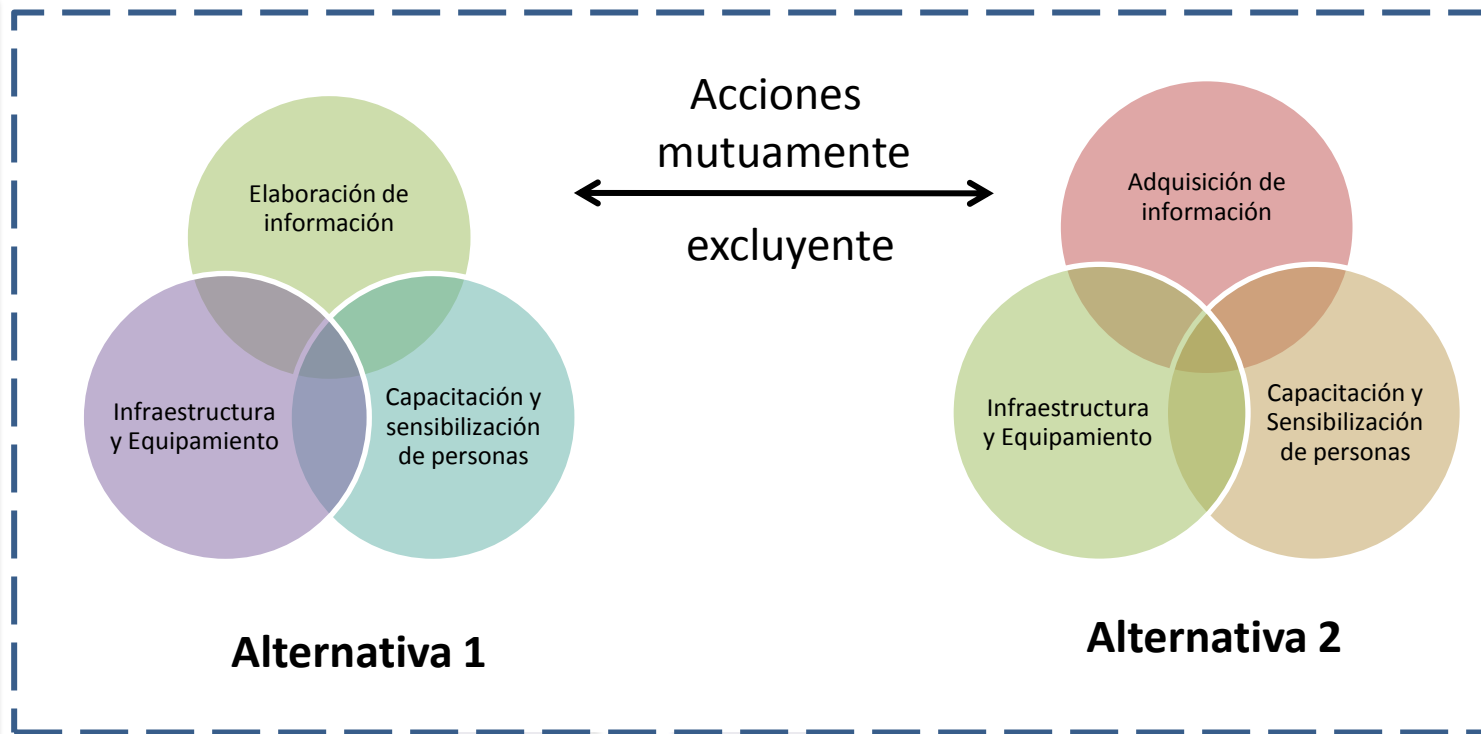 Acciones
mutuamente
excluyente
Elaboración de
información
Infraestructura
y Equipamiento
Capacitación y
sensibilización
de personas
Alternativa 1
Adquisición de
información
Infraestructura
y Equipamiento
Capacitación y
Sensibilización
de personas
Alternativa 2